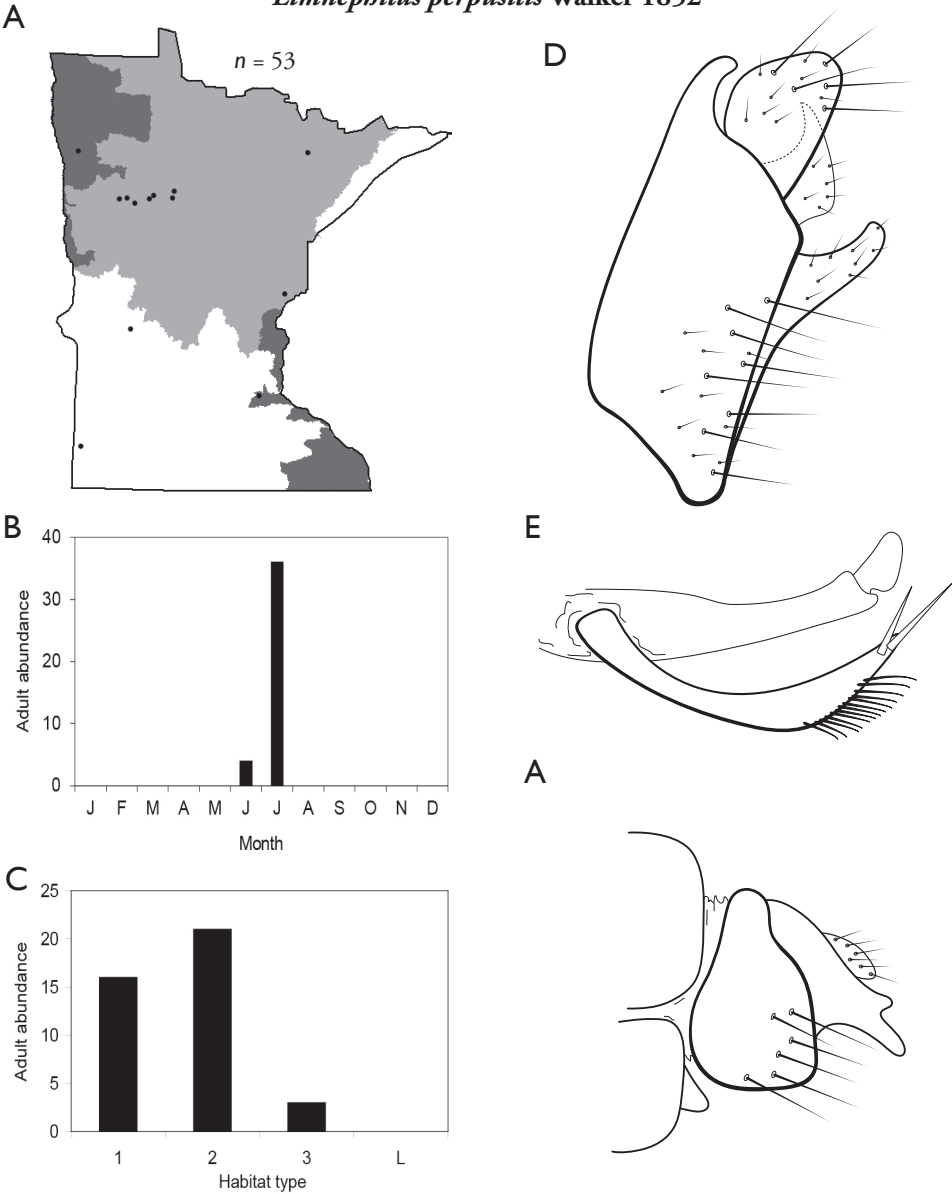 Limnephilus perpusills Walker 1852
A
n = 53
D
B
40
30
20
10
0
Adult abundance
J F M A M J J A S O N D
Month
E
A
C
25
20
15
10
5
0
Adult abundance
1 2 3 L
Habitat type